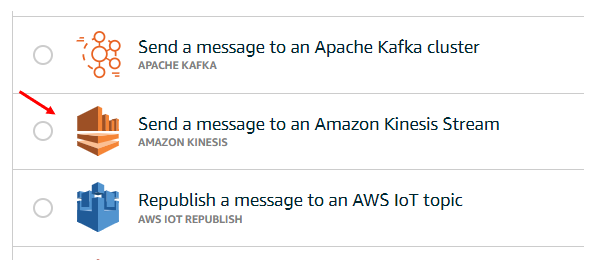 Send a message to an Apache Kafka cluster
APACHE KAFKA
Send a message to an Amazon Kinesis Stream
AMAZON KINESIS
Republish a message to an AWS IoT topic
AWS IOT REPUBLISH